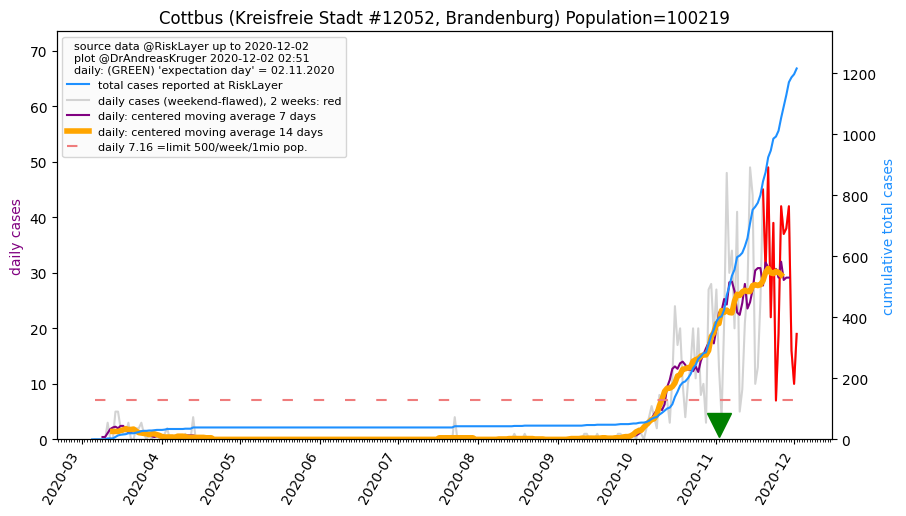 Cottbus (Kreisfreie Stadt #12052, Brandenburg) Population=100219
source data @RiskLayer up to 2020-12-02
plot @DrAndreasKruger 2020-12-02 02:51
daily: (GREEN) 'expectation day' = 02.11.2020
total cases reported at RiskLayer
daily cases (weekend-flawed), 2 weeks: red
daily: centered moving average 7 days
daily: centered moving average 14 days
daily 7.16 =limit 500/week/1mio pop.
daily cases
70
60
50
40
30
20
10
0
cumulative total cases
1200
1000
800
600
400
200
0
2020-03
2020-04
2020-05
2020-06
2020-07
2020-08
2020-09
2020-10
2020-11
2020-12